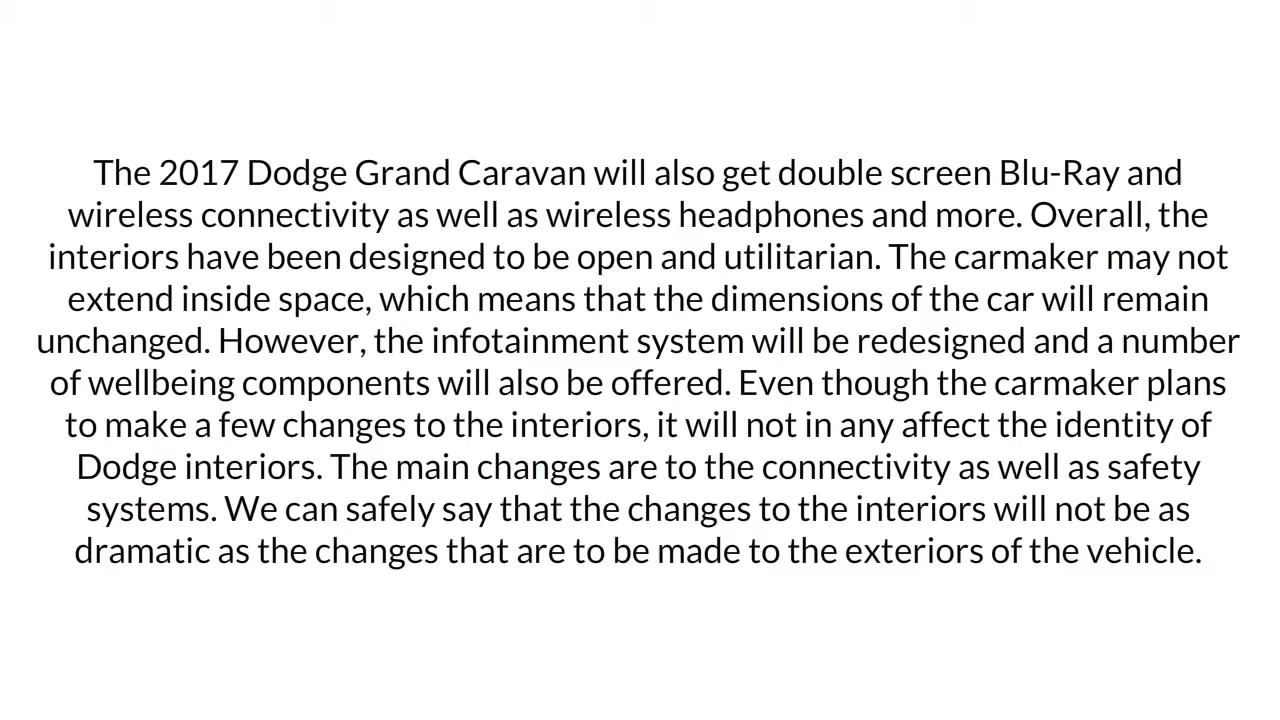 The 2017 Dodge Grand Caravan will also get double screen Blu-Ray and
wireless connectivity as well as wireless headphones and more. Overall, the
interiors have been designed to be open and utilitarian. The carmaker may not
extend inside space, which means that the dimensions of the car will remain
unchanged. However, the infotainment system will be redesigned and a number
of wellbeing components will also be offered. Even though the carmaker plans
to make a few changes to the interiors, it will not in any affect the identity of
Dodge interiors. The main changes are to the connectivity as well as safety
systems. We can safely say that the changes to the interiors will not be as
dramatic as the changes that are to be made to the exteriors of the vehicle.